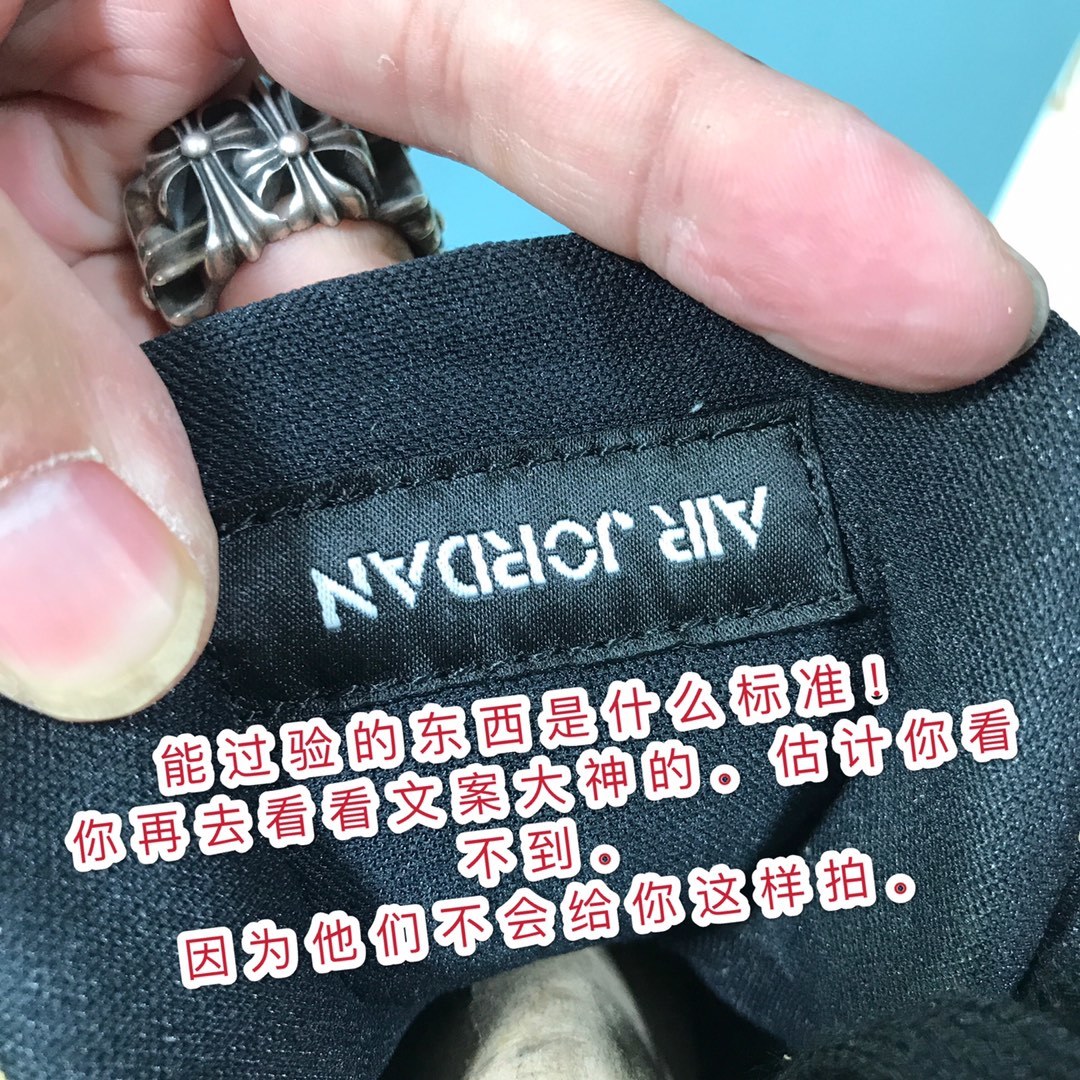 AIR JORDAN
能过验的东西是什么标准！
你再去看看文案大神的。估计你看
不到。
因为他们不会给你这样拍。